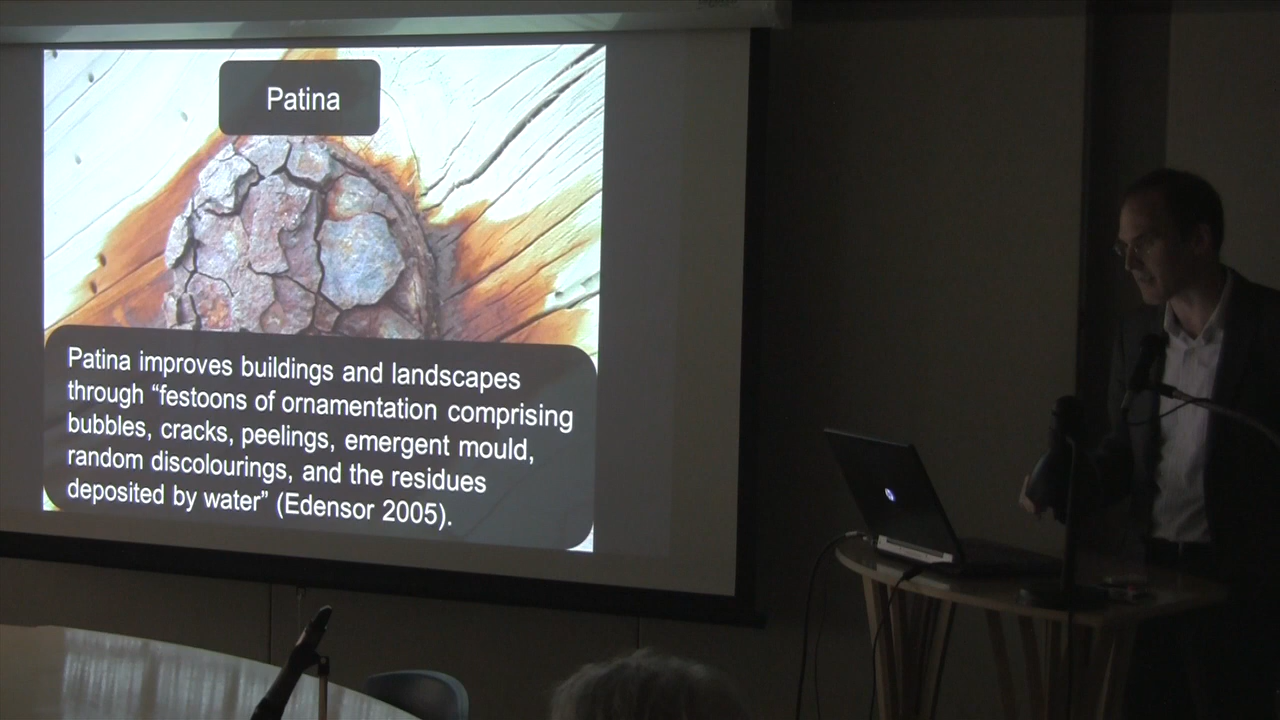 Patina
Patina improves buildings and landscapes
through “festoons of ornamentation comprising
bubbles, cracks, peelings, emergent mould,
random discolourings, and the residues
deposited by water” (Edensor 2005).